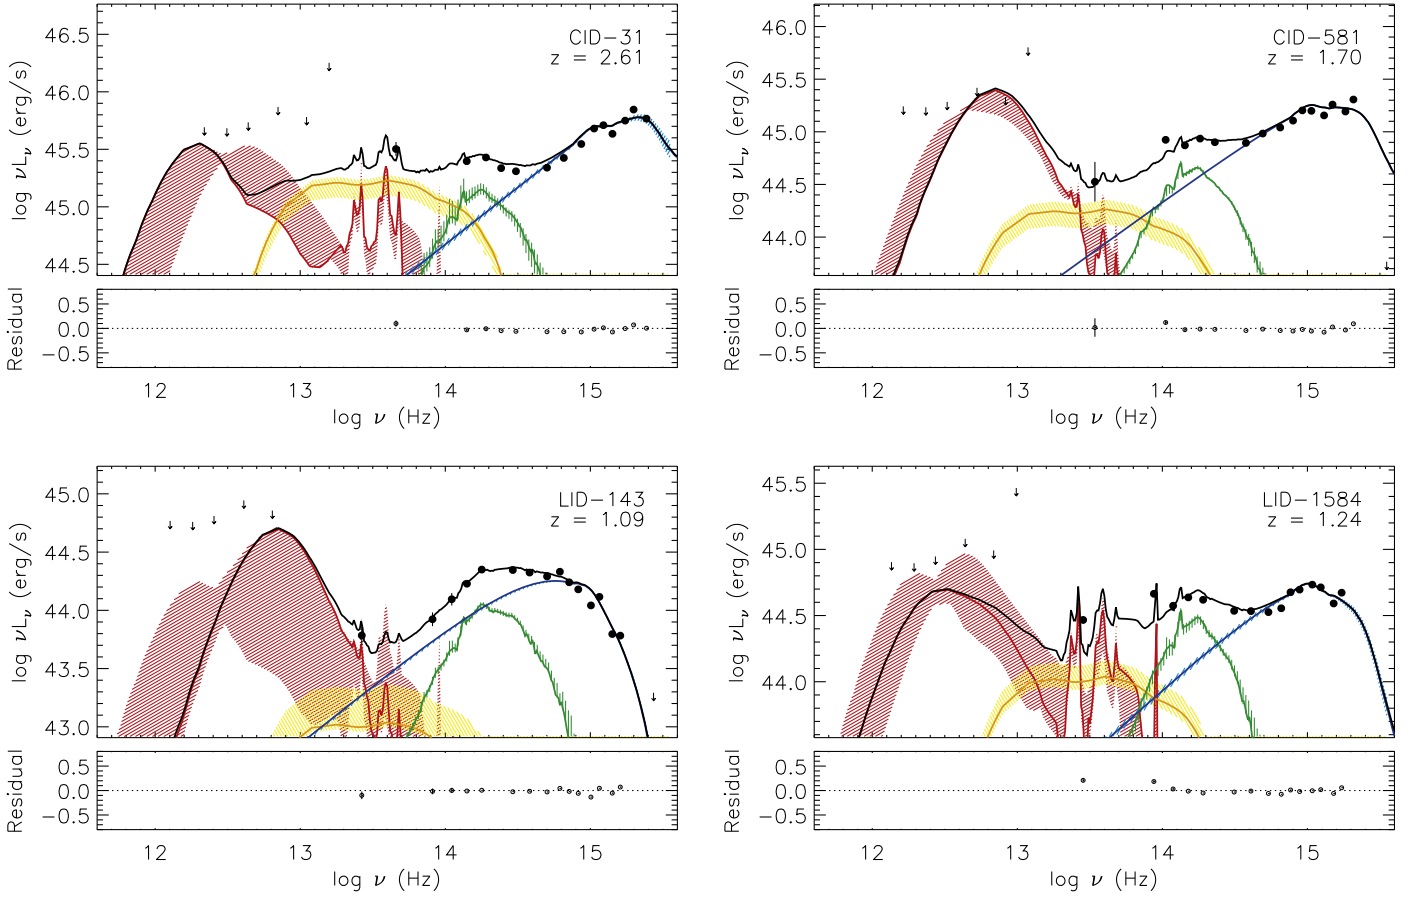 CID−31
z = 2.61
46.5
46.0
45.5
45.0
44.5
log νLν (erg/s)
0.5
0.0
−0.5
Residual
12 13 14 15
log ν (Hz)
CID−581
z = 1.70
46.0
45.5
45.0
44.5
44.0
log νLν (erg/s)
0.5
0.0
−0.5
Residual
12 13 14 15
log ν (Hz)
LID−143
z = 1.09
45.0
44.5
44.0
43.5
43.0
log νLν (erg/s)
0.5
0.0
−0.5
Residual
12 13 14 15
log ν (Hz)
LID−1584
z = 1.24
45.5
45.0
44.5
44.0
log νLν (erg/s)
0.5
0.0
−0.5
Residual
12 13 14 15
log ν (Hz)